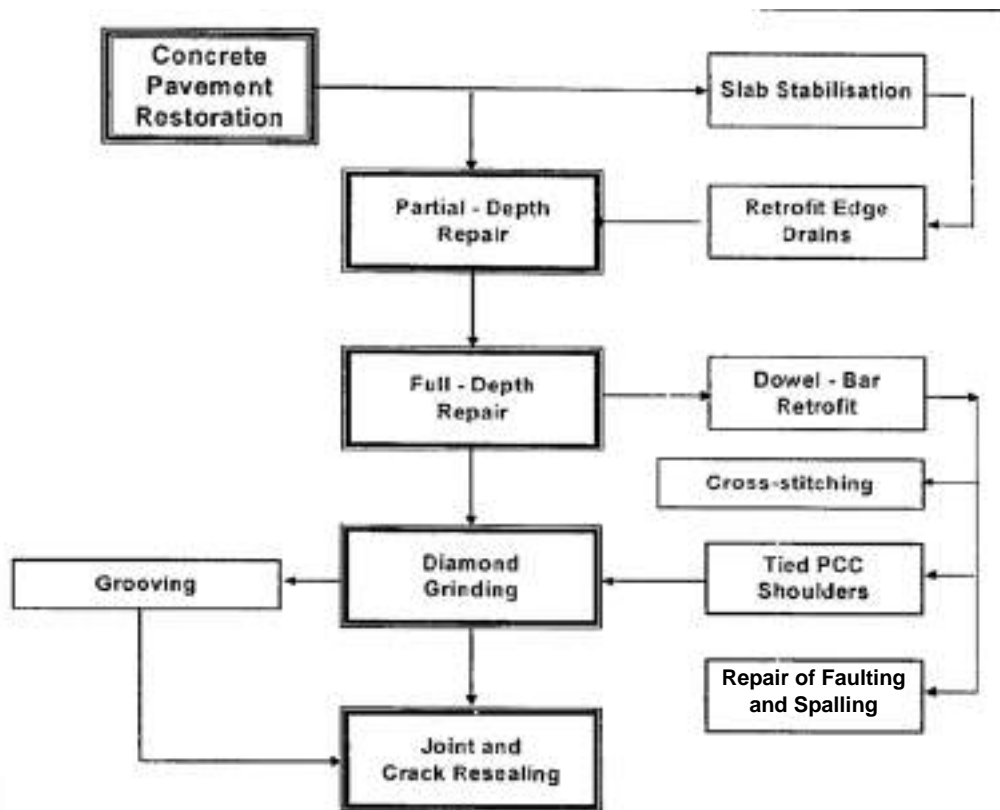 Concrete
Pavement
Restoration
Slab Stabilisation
Partial - Depth
Repair
Retrofit Edge
Drains
Full - Depth
Repair
Dowel - Bar
Retrofit
Cross-stitching
Diamond
Grinding
Tied PCC
Shoulders
Grooving
Repair of Faulting
and Spalling
Joint and
Crack Resealing